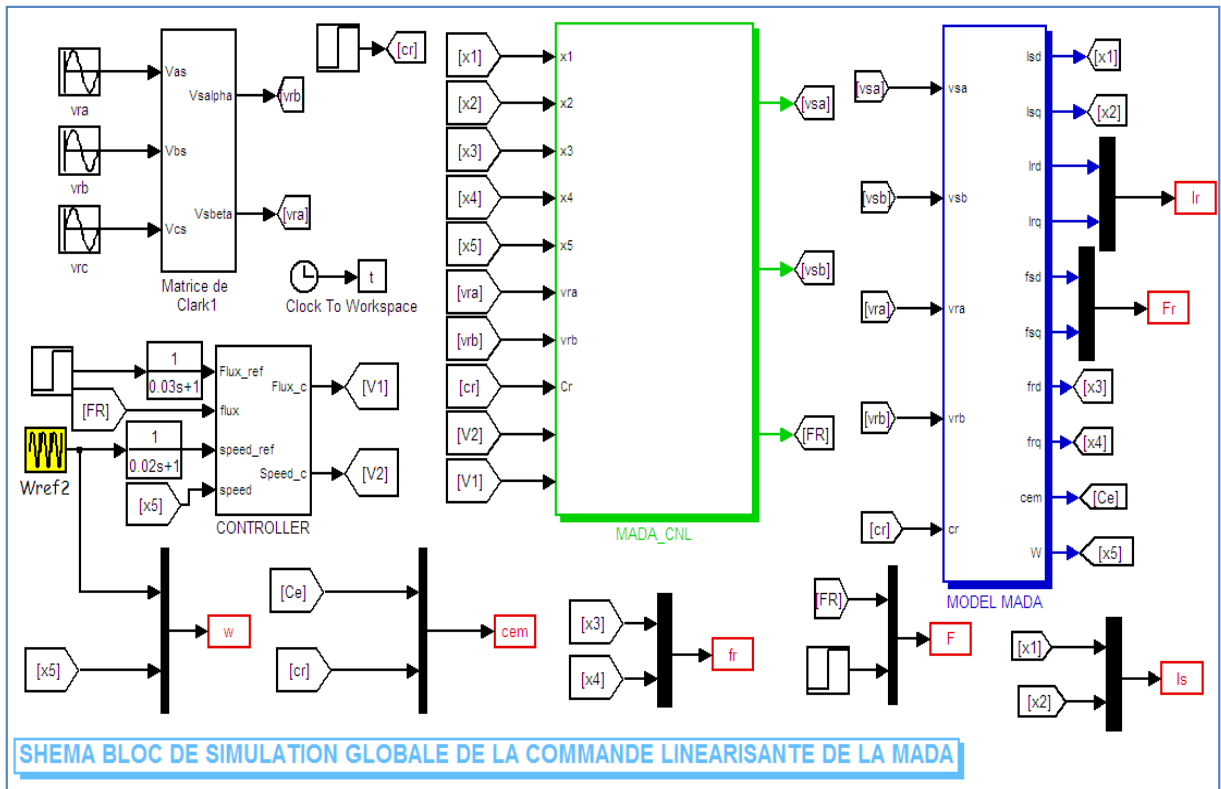 vra
vrb
vrc
Vas
Vbs
Vcs
Vsalpha
Vsbeta
Matrice de
Clark1
[vrb
[vra]
[cr]
t
Clock To Workspace
1
0.03s+1
[FR]
1
0.02s+1
Wref2
[x5]
Flux_ref
flux
speed_ref
speed
Flux_c
Speed_c
CONTROLLER
[V1]
[V2]
[x1]
[x2]
[x3]
[x4]
[x5]
[vra]
[vrb]
[cr]
[V2]
[V1]
x1
x2
x3
x4
x5
vra
vrb
Cr
MADA_CNL
[vsa]
[vsb]
[FR]
[vsa]
[vsb]
[vra]
[vrb]
[cr]
vsa
vsb
vra
vrb
cr
Isd
Isq
Ird
Irq
fsd
fsq
frd
frq
cem
W
MODEL MADA
[x1]
[x2]
Ir
Fr
[x3]
[x4]
[Ce]
[x5]
[x5]
w
[Ce]
[cr]
cem
[x3]
[x4]
fr
[FR]
F
[x1]
[x2]
Is
SHEMA BLOC DE SIMULATION GLOBALE DE LA COMMANDE LINEARISANTE DE LA MADA